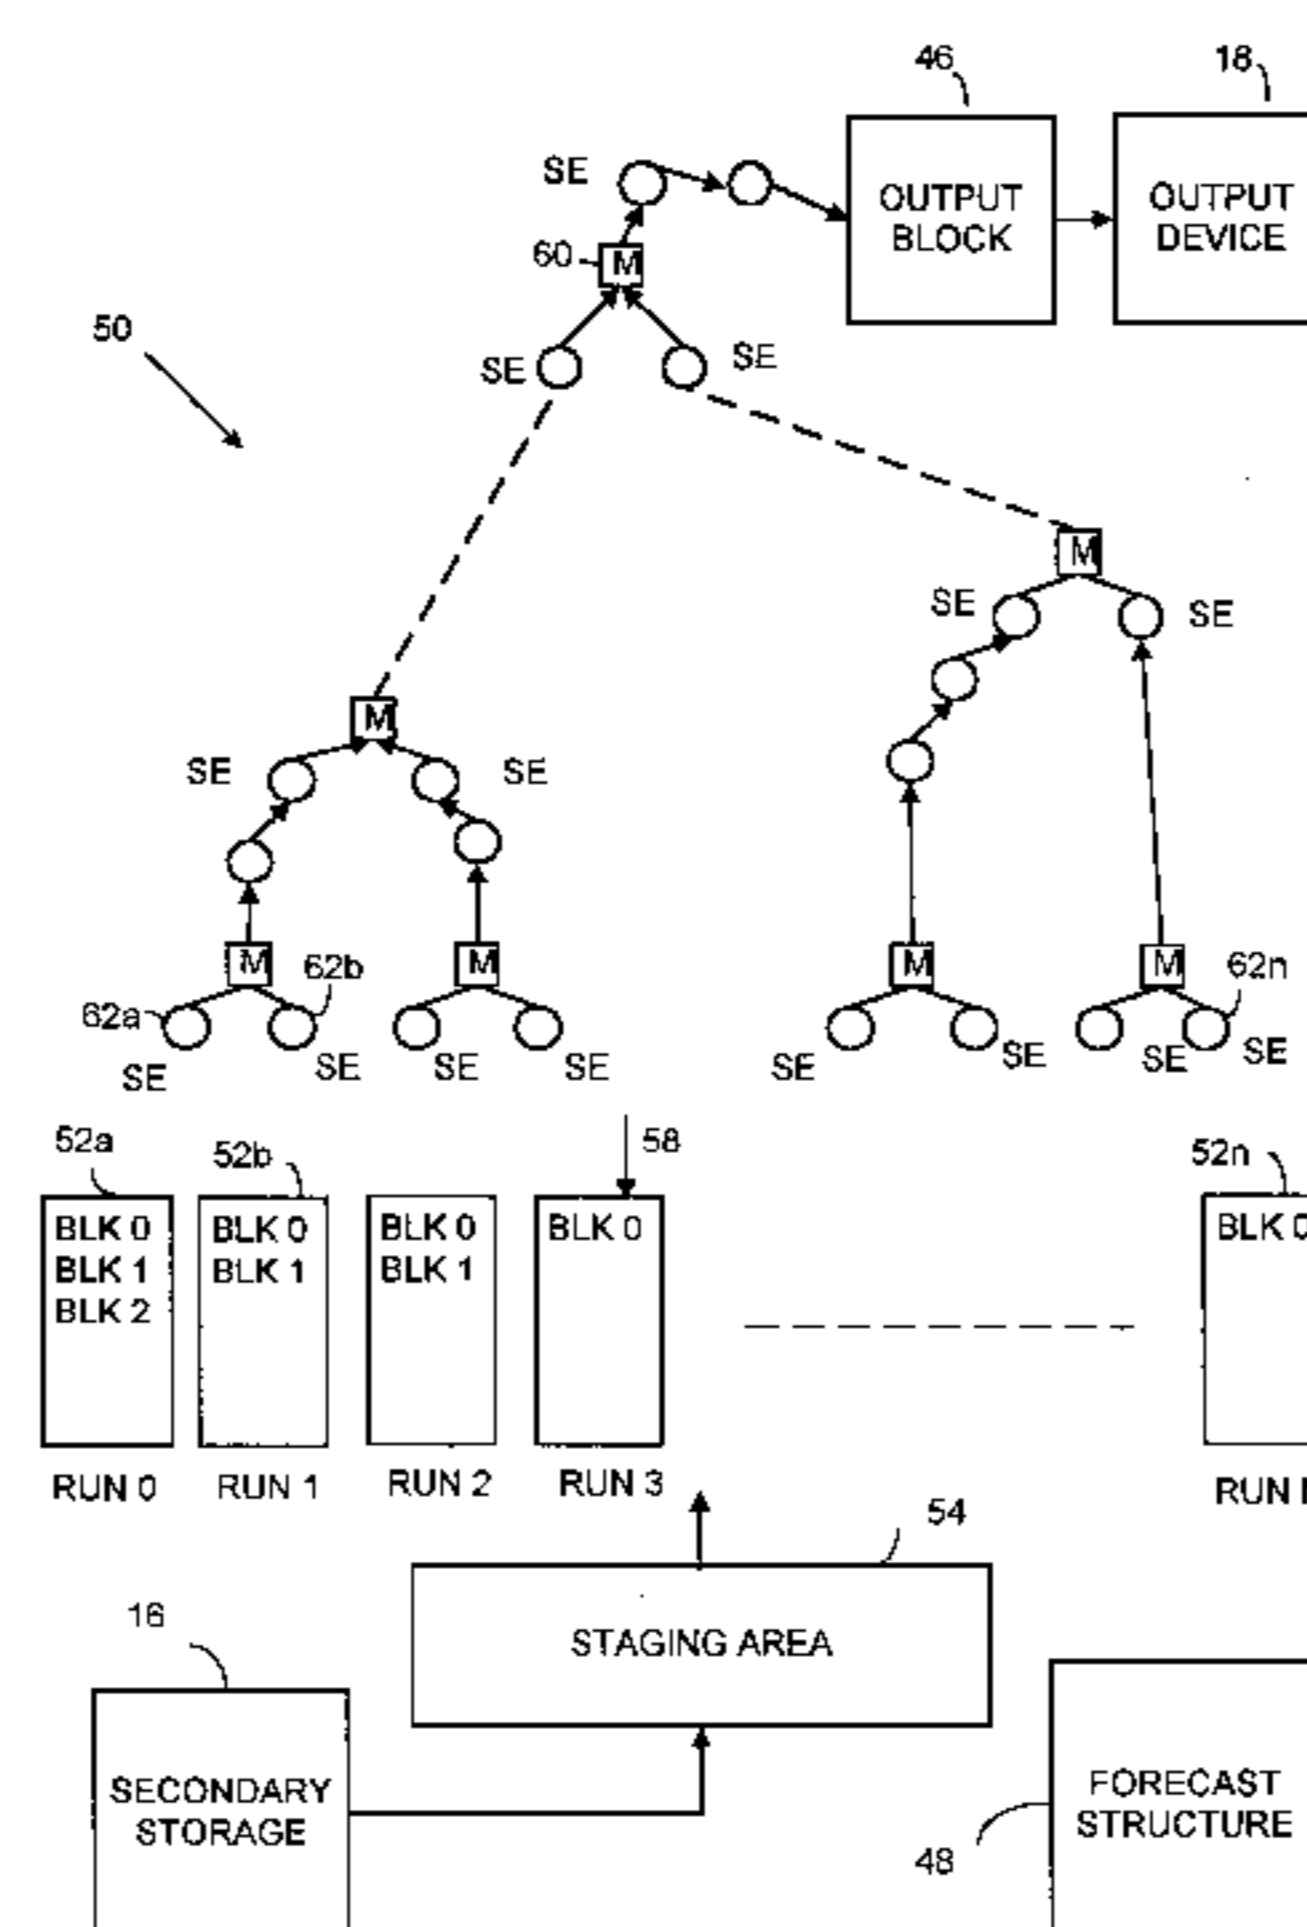 46
18
SE
OUTPUT
BLOCK
OUTPUT
DEVICE
60
M
50
SE
SE
M
SE
SE
M
SE
SE
M
62b
M
M
M
62n
62a
SE
SE
SE
SE
SE
SE
SE
SE
52a
52b
58
52n
BLK 0
BLK 1
BLK 2
BLK 0
BLK 1
BLK 0
BLK 1
BLK 0
BLK 0
RUN 0
RUN 1
RUN 2
RUN 3
RUN
54
16
STAGING AREA
SECONDARY
STORAGE
FORECAST
STRUCTURE
48